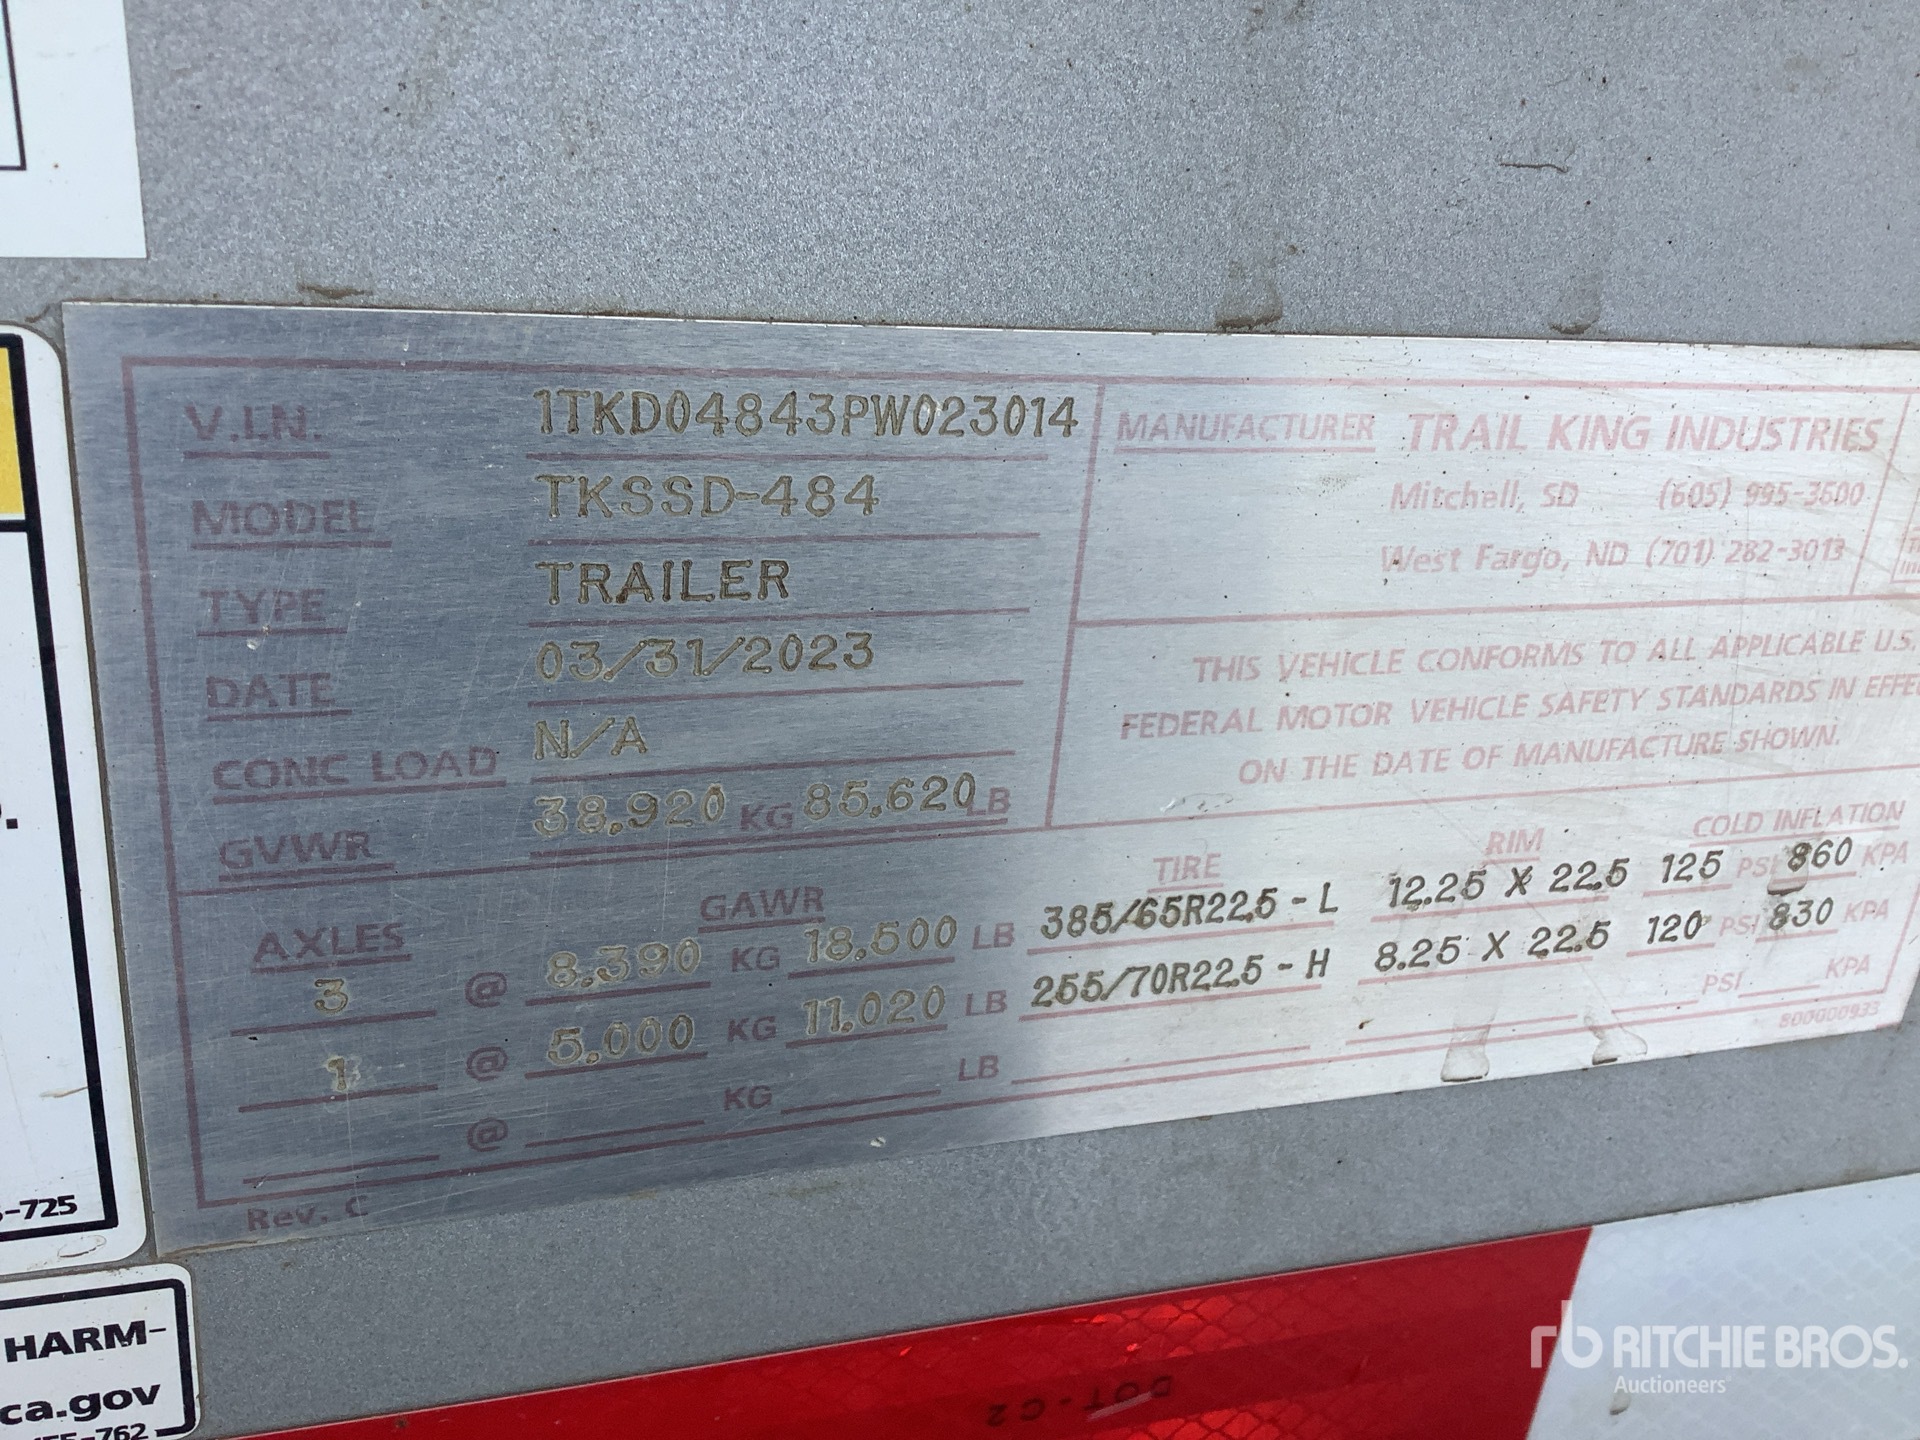 V.I.N. 1TKD04843PW023014
MODEL TKSSD-484
TYPE TRAILER
DATE 03/31/2023
CONC LOAD N/A
GVWR 38.920 KG 85.620 LB
MANUFACTURER TRAIL KING INDUSTRIES
Mitchell, SD (605) 995-3600
West Fargo, ND (701) 282-3013
THIS VEHICLE CONFORMS TO ALL APPLICABLE U.S.
FEDERAL MOTOR VEHICLE SAFETY STANDARDS IN EFFE
ON THE DATE OF MANUFACTURE SHOWN.
AXLES GAWR TIRE RIM COLD INFLATION
3 @ 8.390 KG 18.500 LB 385/65R22.5 - L 12.25 X 22.5 125 PSI 860 KPA
1 @ 5.000 KG 11.020 LB 255/70R22.5 - H 8.25 X 22.5 120 PSI 830 KPA
@ KG LB PSI KPA
800000933
Rev. C
-725
HARM-
ca.gov
-762
DOT-C2
rb RITCHIE BROS.
Auctioneers